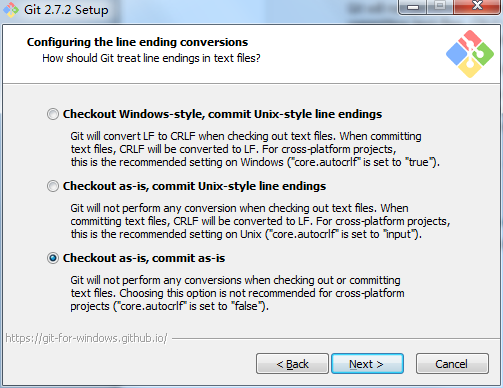 Git 2.7.2 Setup
Configuring the line ending conversions
How should Git treat line endings in text files?
Checkout Windows-style, commit Unix-style line endings
Git will convert LF to CRLF when checking out text files. When committing
text files, CRLF will be converted to LF. For cross-platform projects,
this is the recommended setting on Windows ("core.autocrlf" is set to "true").
Checkout as-is, commit Unix-style line endings
Git will not perform any conversion when checking out text files. When
committing text files, CRLF will be converted to LF. For cross-platform projects,
this is the recommended setting on Unix ("core.autocrlf" is set to "input").
Checkout as-is, commit as-is
Git will not perform any conversions when checking out or committing
text files. Choosing this option is not recommended for cross-platform
projects ("core.autocrlf" is set to "false").
https://git-for-windows.github.io/
< Back
Next >
Cancel